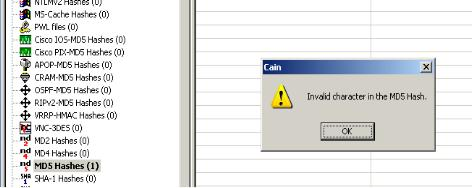 NTLMv2 Hashes (0)
MS-Cache Hashes (0)
PWL files (0)
Cisco IOS-MD5 Hashes (0)
Cisco PIX-MD5 Hashes (0)
APOP-MD5 Hashes (0)
CRAM-MD5 Hashes (0)
OSPF-MD5 Hashes (0)
RIPv2-MD5 Hashes (0)
VRRP-HMAC Hashes (0)
VNC-3DES (0)
MD2 Hashes (0)
MD4 Hashes (0)
MD5 Hashes (1)
SHA-1 Hashes (0)
Cain
Invalid character in the MD5 Hash.
OK